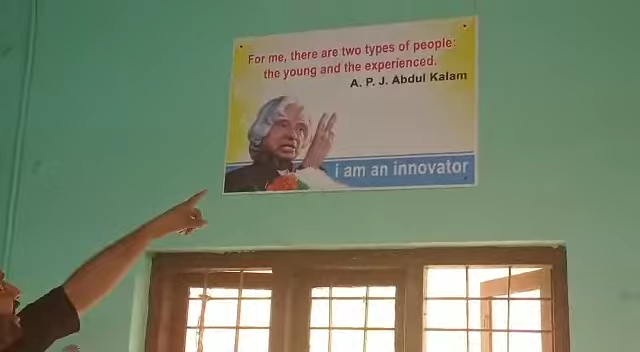 For me, there are two types of people:
the young and the experienced.
A. P. J. Abdul Kalam
i am an innovator